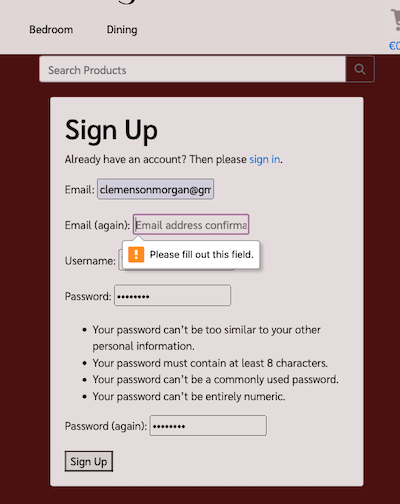 Bedroom Dining
Search Products
Sign Up
Already have an account? Then please sign in.
Email: clemensonmorgan@gm
Email (again): Email address confirma
Please fill out this field.
Username:
Password: ••••••••
• Your password can't be too similar to your other
personal information.
• Your password must contain at least 8 characters.
• Your password can't be a commonly used password.
• Your password can't be entirely numeric.
Password (again): ••••••••
Sign Up